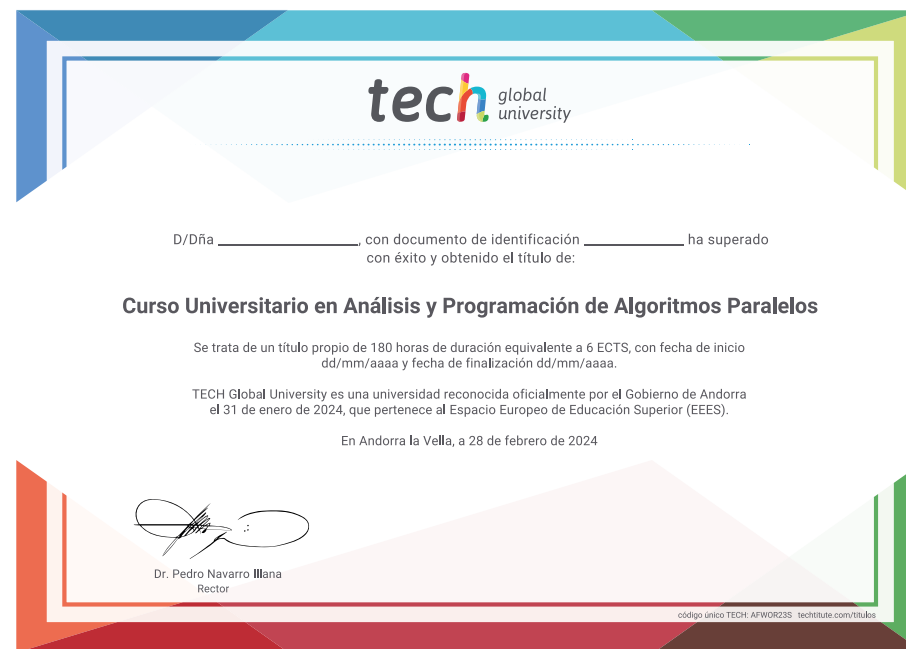 tech global
university
D/Dña ____________________, con documento de identificación ______________ ha superado
con éxito y obtenido el título de:
Curso Universitario en Análisis y Programación de Algoritmos Paralelos
Se trata de un título propio de 180 horas de duración equivalente a 6 ECTS, con fecha de inicio
dd/mm/aaaa y fecha de finalización dd/mm/aaaa.
TECH Global University es una universidad reconocida oficialmente por el Gobierno de Andorra
el 31 de enero de 2024, que pertenece al Espacio Europeo de Educación Superior (EEES).
En Andorra la Vella, a 28 de febrero de 2024
Dr. Pedro Navarro Illana
Rector
código único TECH: AFWOR23S techtitute.com/titulos